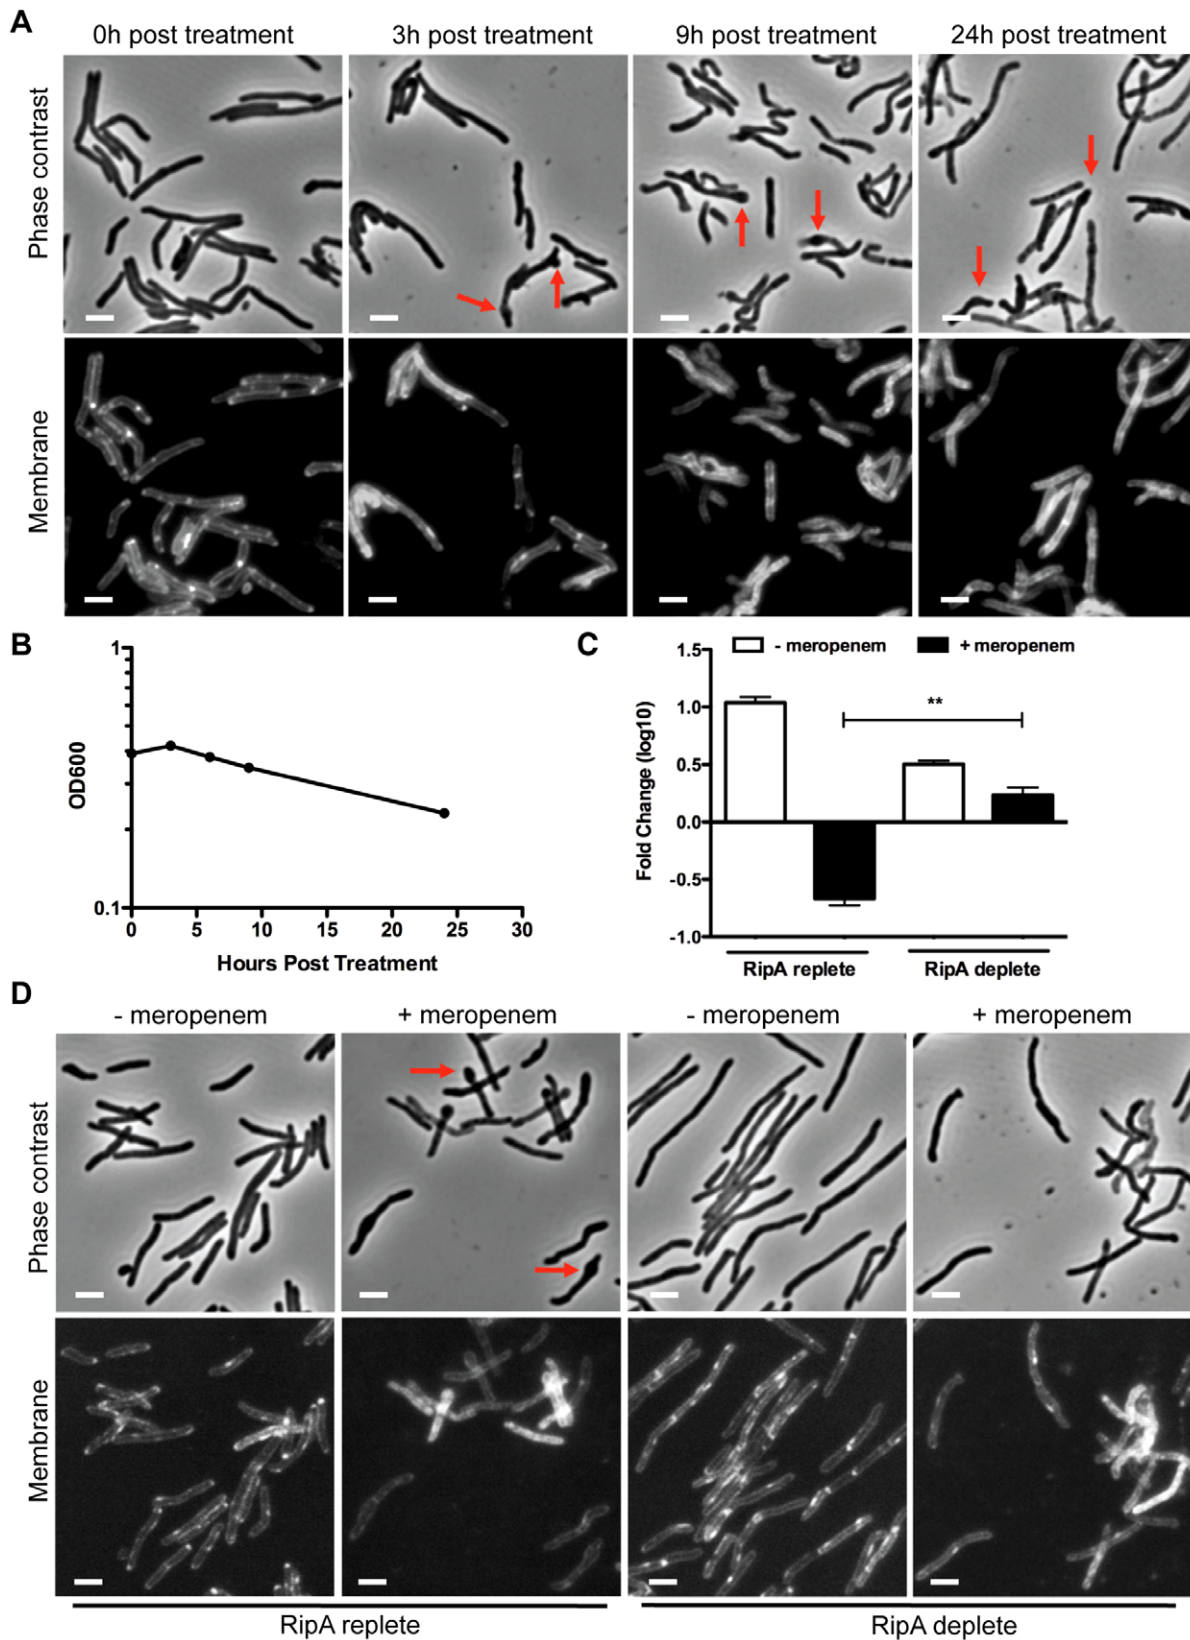 A
0h post treatment
3h post treatment
9h post treatment
24h post treatment
Phase contrast
Membrane
B
1
OD600
0.1
0 5 10 15 20 25 30
Hours Post Treatment
C
- meropenem + meropenem
1.5
**
1.0
0.5
0.0
-0.5
-1.0
Fold Change (log10)
RipA replete RipA deplete
D
- meropenem + meropenem - meropenem + meropenem
Phase contrast
Membrane
RipA replete RipA deplete